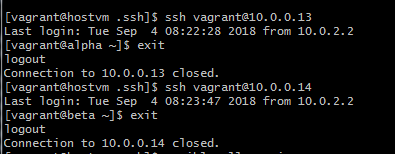 [vagrant@hostvm .ssh]$ ssh vagrant@10.0.0.13
Last login: Tue Sep  4 08:22:28 2018 from 10.0.2.2
[vagrant@alpha ~]$ exit
logout
Connection to 10.0.0.13 closed.
[vagrant@hostvm .ssh]$ ssh vagrant@10.0.0.14
Last login: Tue Sep  4 08:23:47 2018 from 10.0.2.2
[vagrant@beta ~]$ exit
logout
Connection to 10.0.0.14 closed.